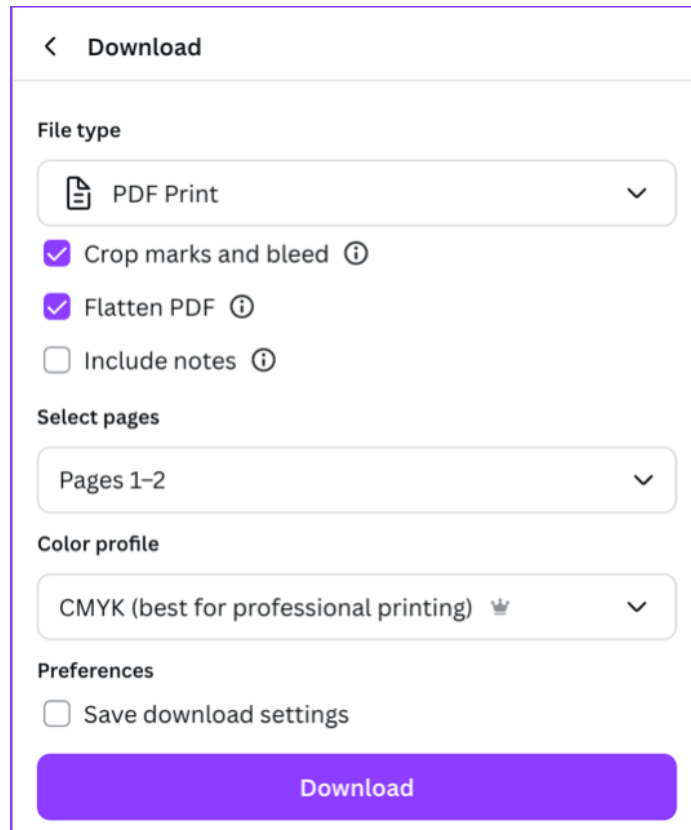 Download
File type
PDF Print
Crop marks and bleed
Flatten PDF
Include notes
Select pages
Pages 1–2
Color profile
CMYK (best for professional printing)
Preferences
Save download settings
Download